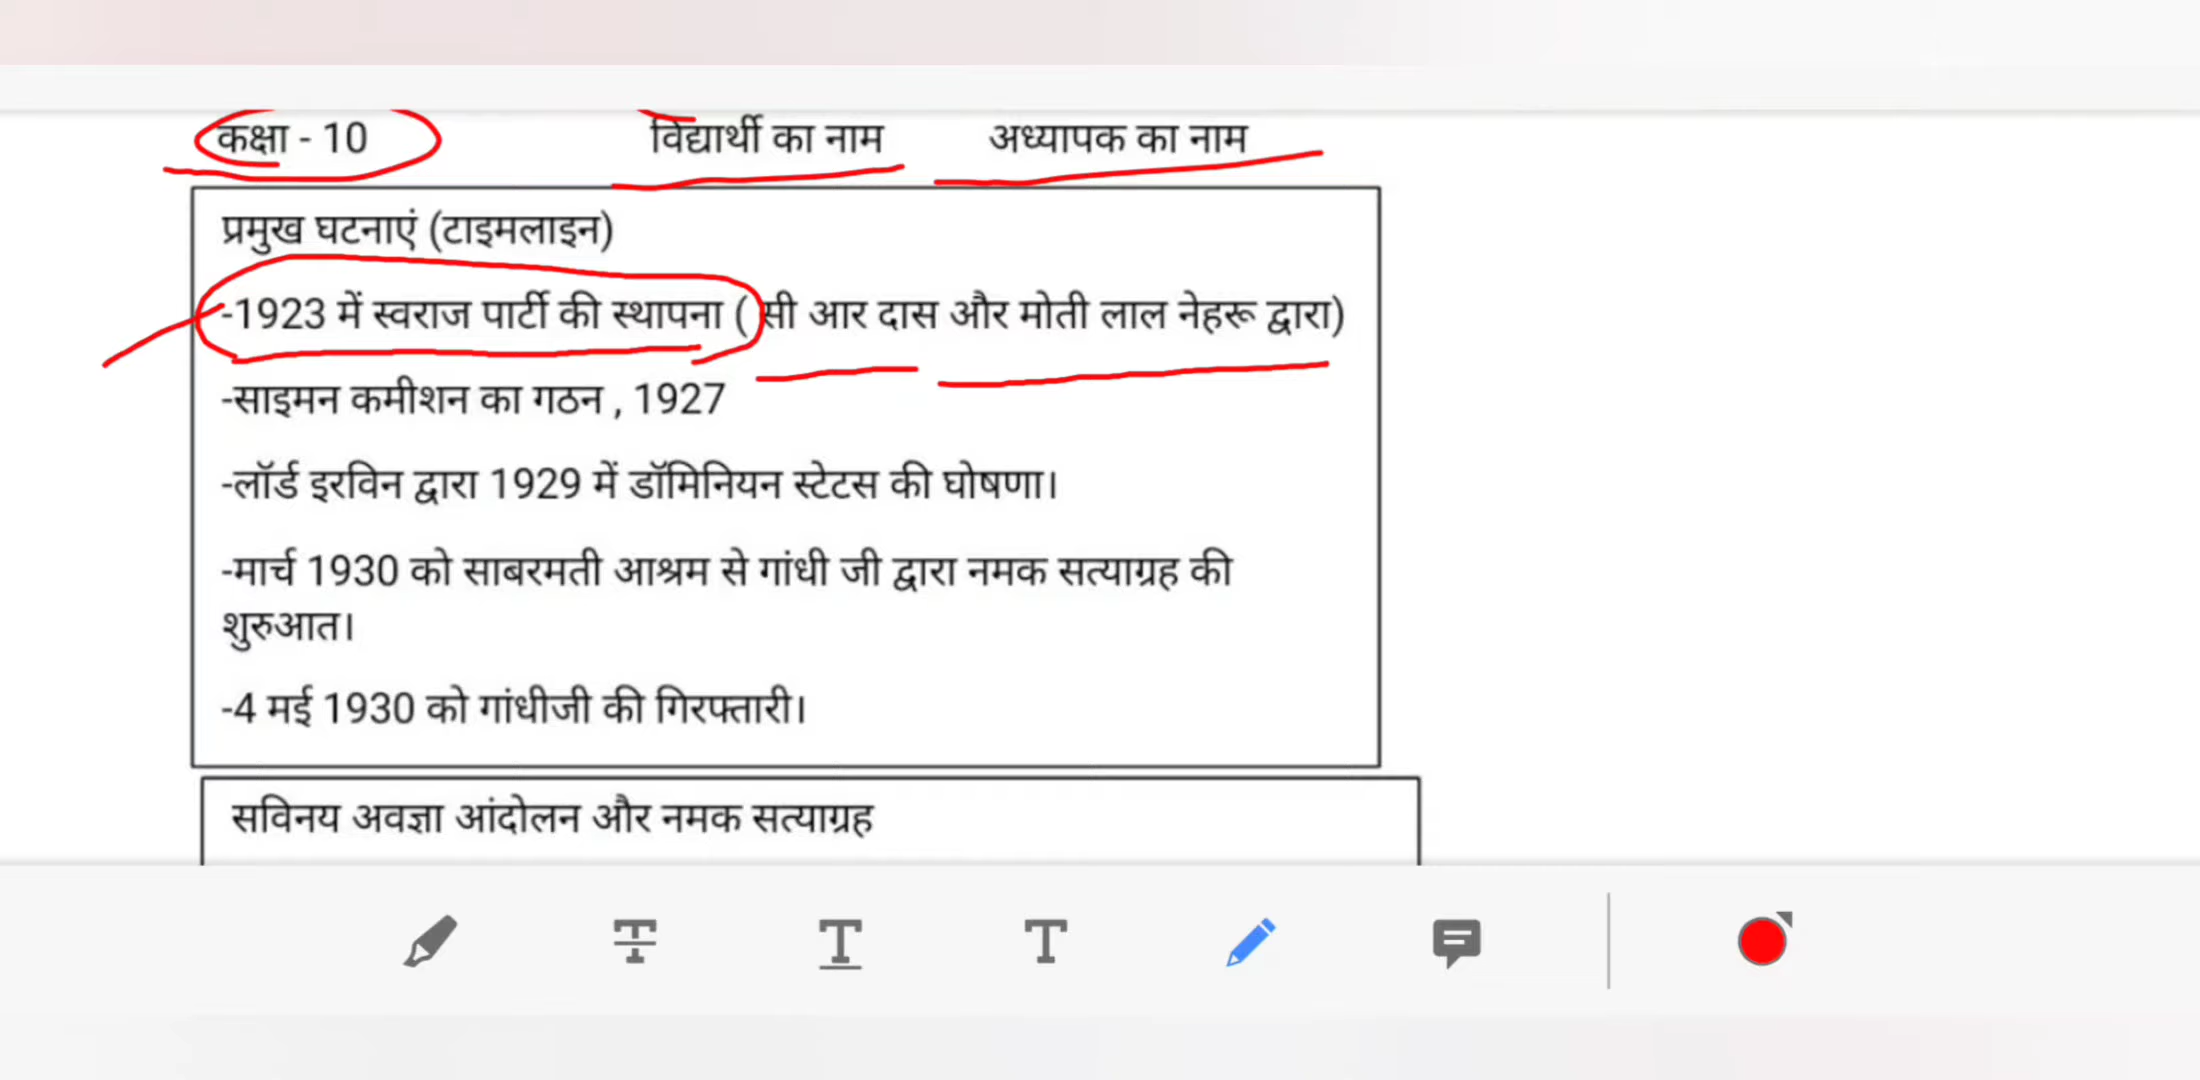 कक्षा - 10 विद्यार्थी का नाम अध्यापक का नाम
प्रमुख घटनाएं (टाइमलाइन)
-1923 में स्वराज पार्टी की स्थापना ( सी आर दास और मोती लाल नेहरू द्वारा)
-साइमन कमीशन का गठन , 1927
-लॉर्ड इरविन द्वारा 1929 में डॉमिनियन स्टेटस की घोषणा।
-मार्च 1930 को साबरमती आश्रम से गांधी जी द्वारा नमक सत्याग्रह की
शुरुआत।
-4 मई 1930 को गांधीजी की गिरफ्तारी।
सविनय अवज्ञा आंदोलन और नमक सत्याग्रह